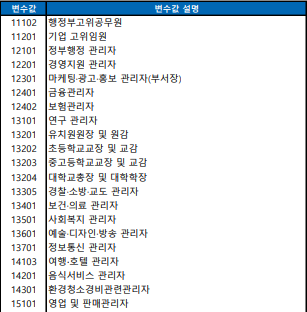 변수값 변수값 설명
11102 행정부고위공무원
11201 기업 고위임원
12101 정부행정 관리자
12201 경영지원 관리자
12301 마케팅·광고·홍보 관리자(부서장)
12401 금융관리자
12402 보험관리자
13101 연구 관리자
13201 유치원원장 및 원감
13202 초등학교교장 및 교감
13203 중고등학교교장 및 교감
13204 대학교총장 및 대학학장
13305 경찰·소방·교도 관리자
13401 보건·의료 관리자
13501 사회복지 관리자
13601 예술·디자인·방송 관리자
13701 정보통신 관리자
14103 여행·호텔 관리자
14201 음식서비스 관리자
14301 환경청소경비관련관리자
15101 영업 및 판매관리자